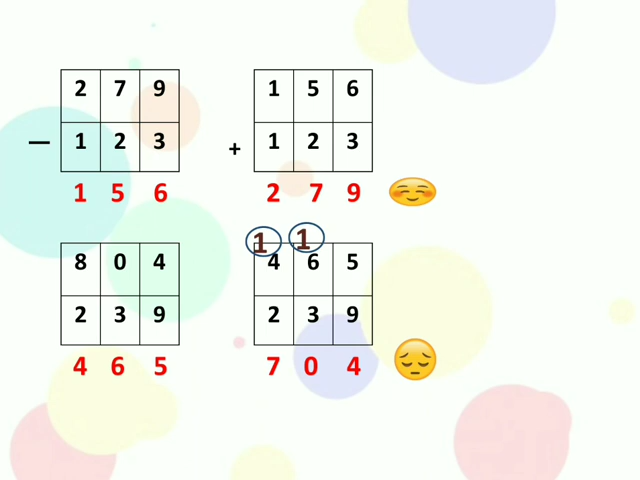 2 7 9 1 5 6
— 1 2 3 + 1 2 3
1 5 6 2 7 9
1 1
8 0 4 4 6 5
2 3 9 2 3 9
4 6 5 7 0 4